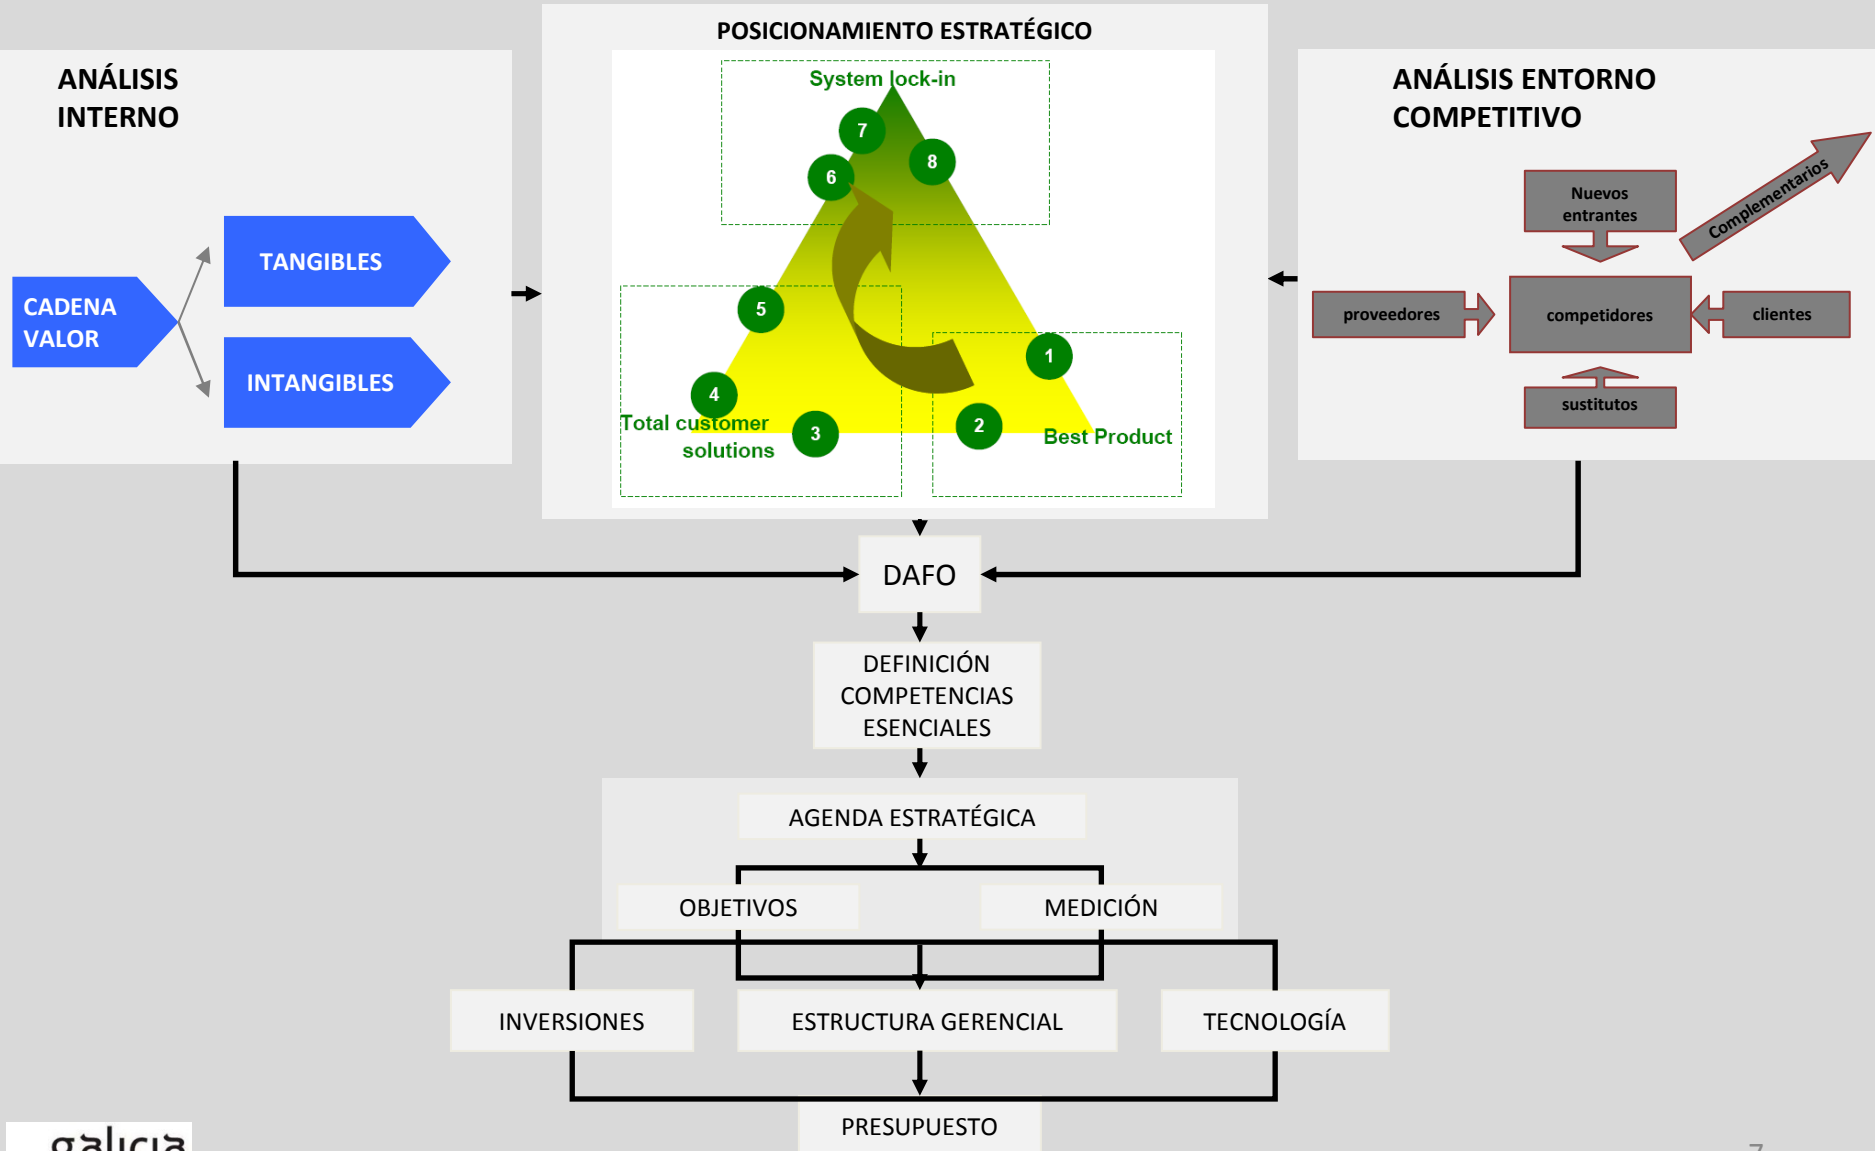 POSICIONAMIENTO ESTRATÉGICO
ANÁLISIS
INTERNO
CADENA
VALOR
TANGIBLES
INTANGIBLES
System lock-in
7
8
6
5
1
4
2
3
Total customer
solutions
Best Product
ANÁLISIS ENTORNO
COMPETITIVO
Complementarios
Nuevos
entrantes
proveedores
competidores
clientes
sustitutos
DAFO
DEFINICIÓN
COMPETENCIAS
ESENCIALES
AGENDA ESTRATÉGICA
OBJETIVOS
MEDICIÓN
INVERSIONES
ESTRUCTURA GERENCIAL
TECNOLOGÍA
PRESUPUESTO
galicia
7